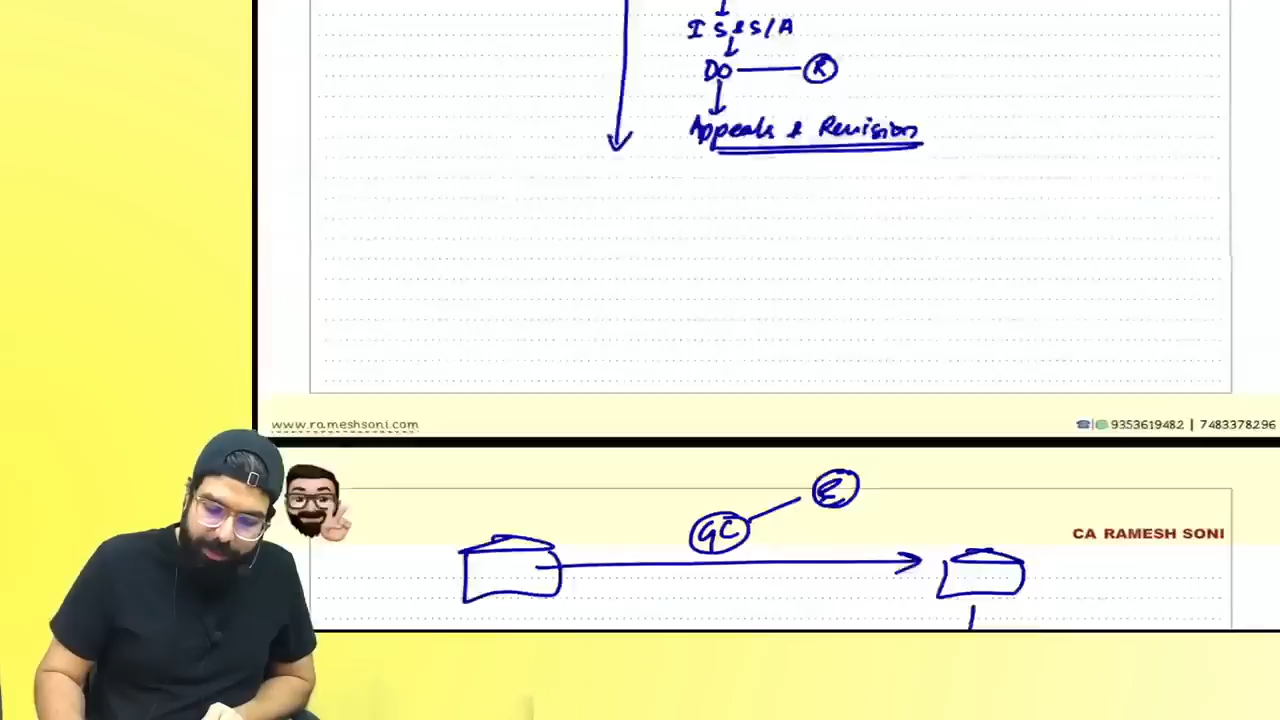 I S & S/A
DO R
Appeals & Revision
www.rameshsoni.com
9353619482 | 7483378296
E
GC
CA RAMESH SONI